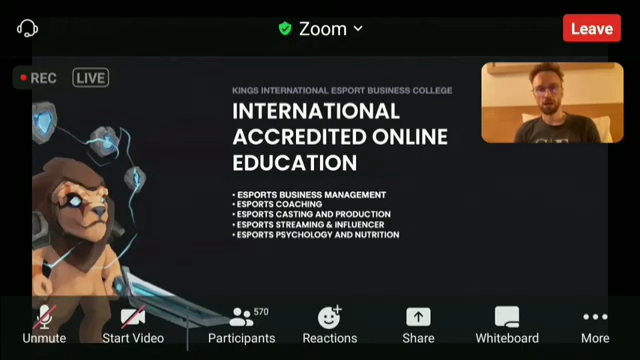 Zoom
Leave
REC
LIVE
KINGS INTERNATIONAL ESPORT BUSINESS COLLEGE
INTERNATIONAL
ACCREDITED ONLINE
EDUCATION
• ESPORTS BUSINESS MANAGEMENT
• ESPORTS COACHING
• ESPORTS CASTING AND PRODUCTION
• ESPORTS STREAMING & INFLUENCER
• ESPORTS PSYCHOLOGY AND NUTRITION
570
Unmute
Start Video
Participants
Reactions
Share
Whiteboard
More